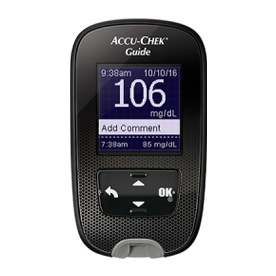 ACCU-CHEK®
Guide
9:38am 10/10/16
106
mg/dL
Add Comment
7:38am 85 mg/dL
OK